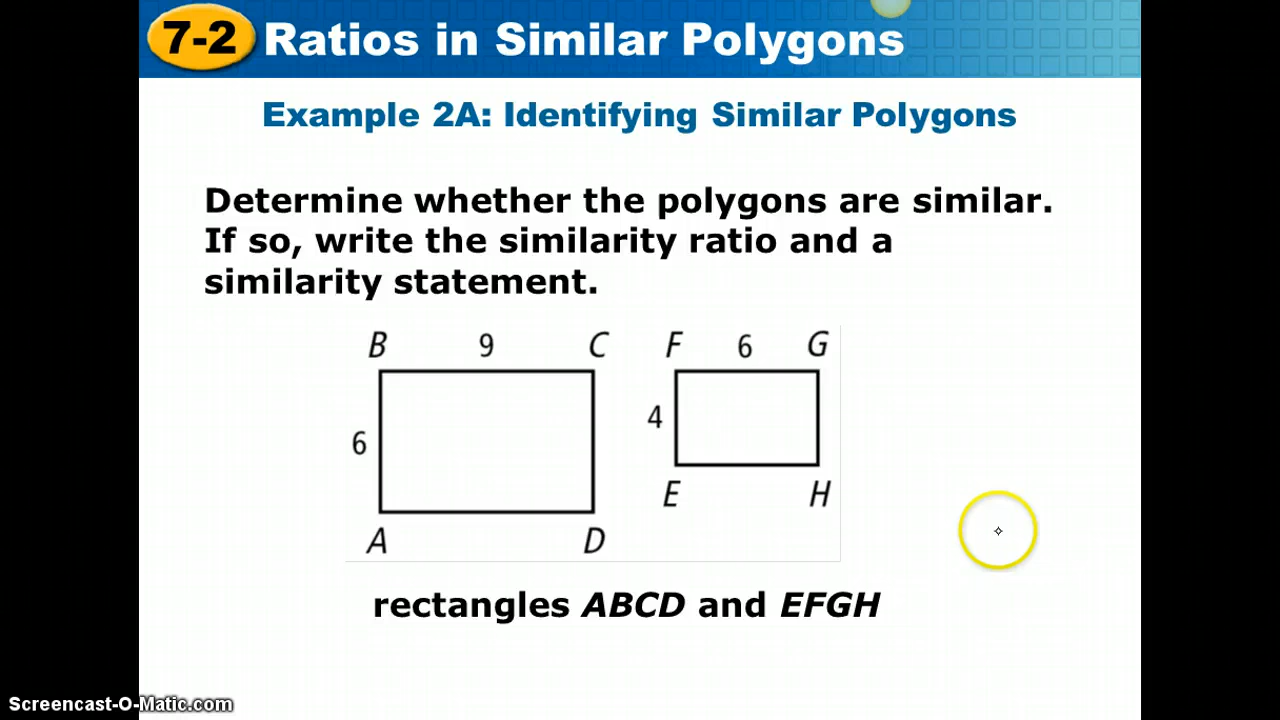 7-2 Ratios in Similar Polygons
Example 2A: Identifying Similar Polygons
Determine whether the polygons are similar.
If so, write the similarity ratio and a
similarity statement.
B 9 C F 6 G
6 4
E H
A D
rectangles ABCD and EFGH
Screencast-O-Matic.com